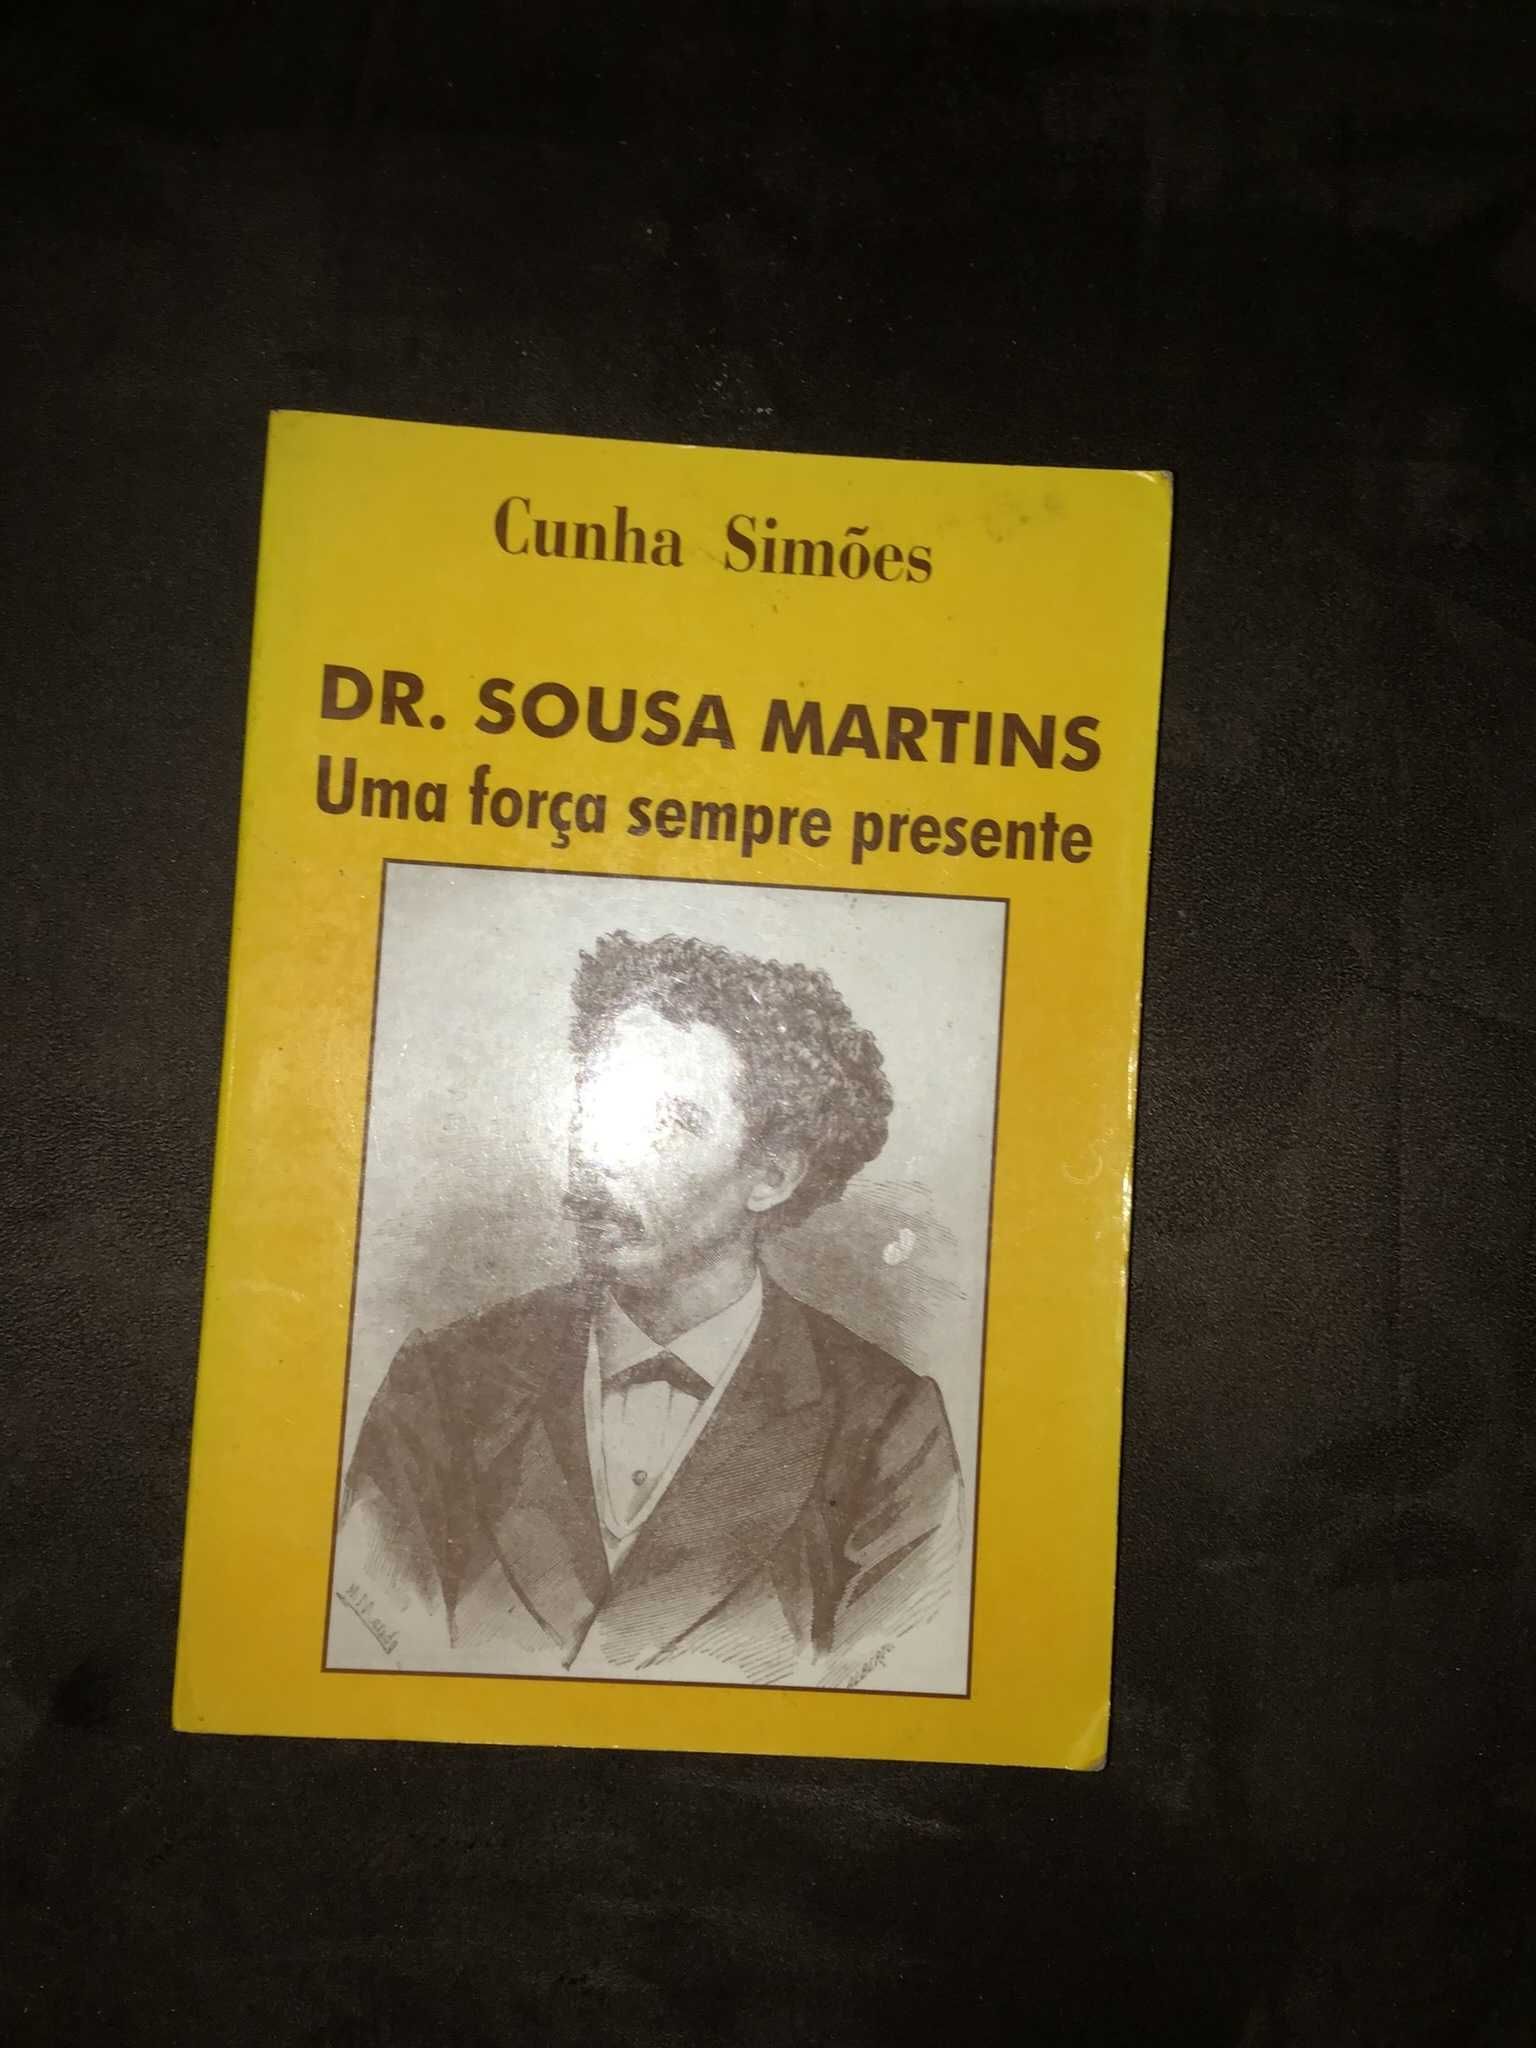 Cunha Simões
DR. SOUSA MARTINS
Uma força sempre presente